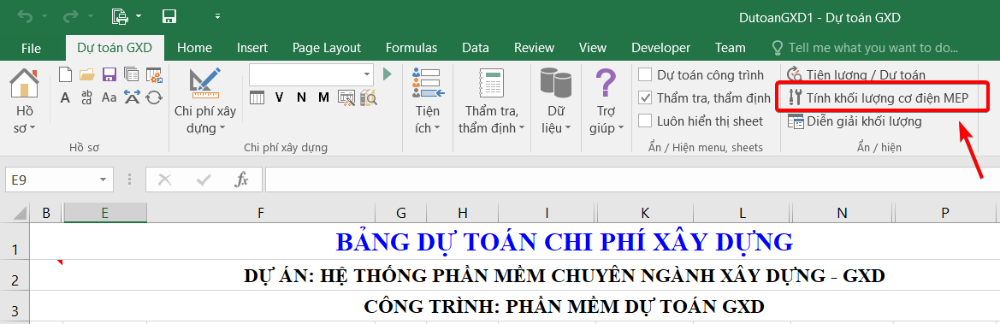 DutoanGXD1 - Dự toán GXD
File Dự toán GXD Home Insert Page Layout Formulas Data Review View Developer Team Tell me what you want to do...
Hồ sơ
A ab cd Aa
Hồ sơ
Chi phí xây dựng
V N M
Chi phí xây dựng
Tiện ích
Thẩm tra, thẩm định
Dữ liệu
Trợ giúp
Dự toán công trình
Thẩm tra, thẩm định
Luôn hiển thị sheet
Ẩn / Hiện menu, sheets
Tiên lượng / Dự toán
Tính khối lượng cơ điện MEP
Diễn giải khối lượng
Ẩn / hiện
E9 fx
B E F G H I K L N P
1 BẢNG DỰ TOÁN CHI PHÍ XÂY DỰNG
2 DỰ ÁN: HỆ THỐNG PHẦN MỀM CHUYÊN NGÀNH XÂY DỰNG - GXD
3 CÔNG TRÌNH: PHẦN MỀM DỰ TOÁN GXD